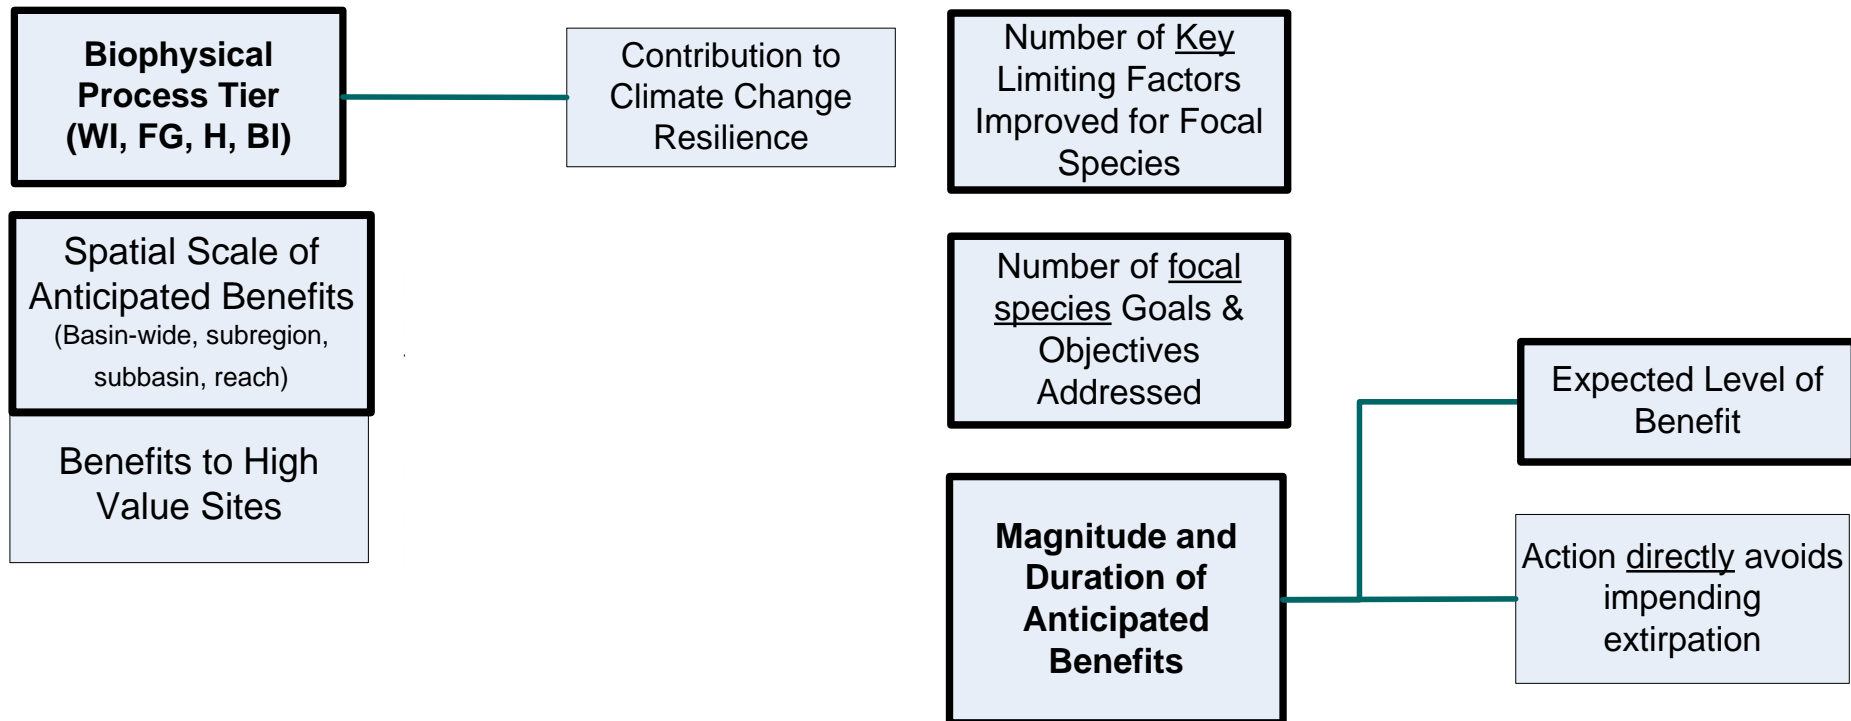 Biophysical
Process Tier
(WI, FG, H, BI)
Contribution to
Climate Change
Resilience
Number of Key
Limiting Factors
Improved for Focal
Species
Spatial Scale of
Anticipated Benefits
(Basin-wide, subregion,
subbasin, reach)
Benefits to High
Value Sites
Number of focal
species Goals &
Objectives
Addressed
Magnitude and
Duration of
Anticipated
Benefits
Expected Level of
Benefit
Action directly avoids
impending
extirpation